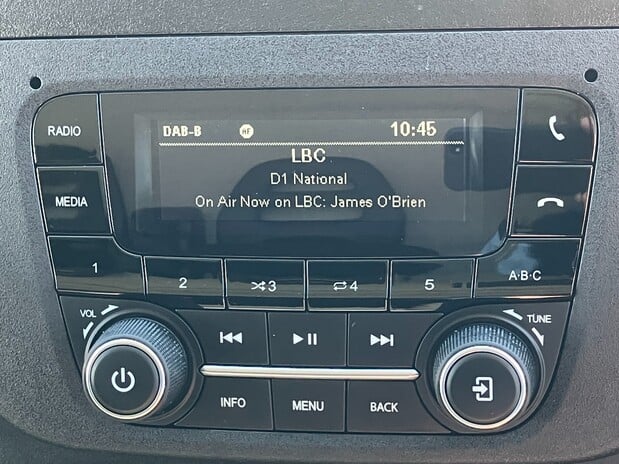 RADIO
DAB-B AF 10:45
LBC
D1 National
On Air Now on LBC: James O'Brien
MEDIA
1
2
3
4
5
A·B·C
VOL
TUNE
INFO
MENU
BACK